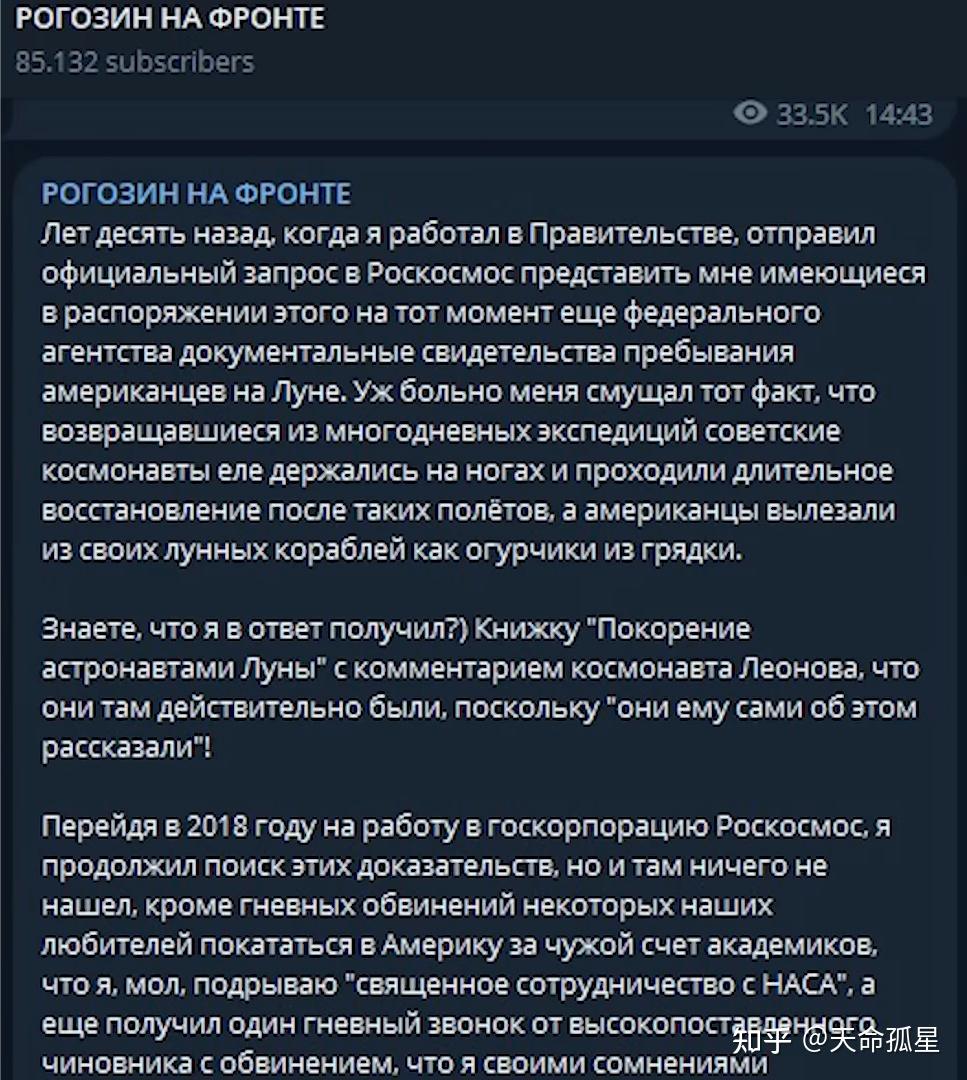 РОГОЗИН НА ФРОНТЕ
85.132 subscribers
33.5K 14:43
РОГОЗИН НА ФРОНТЕ
Лет десять назад, когда я работал в Правительстве, отправил
официальный запрос в Роскосмос представить мне имеющиеся
в распоряжении этого на тот момент еще федерального
агентства документальные свидетельства пребывания
американцев на Луне. Уж больно меня смущал тот факт, что
возвращавшиеся из многодневных экспедиций советские
космонавты еле держались на ногах и проходили длительное
восстановление после таких полётов, а американцы вылезали
из своих лунных кораблей как огурчики из грядки.
Знаете, что я в ответ получил?) Книжку "Покорение
астронавтами Луны" с комментарием космонавта Леонова, что
они там действительно были, поскольку "они ему сами об этом
рассказали"!
Перейдя в 2018 году на работу в госкорпорацию Роскосмос, я
продолжил поиск этих доказательств, но и там ничего не
нашел, кроме гневных обвинений некоторых наших
любителей покататься в Америку за чужой счет академиков,
что я, мол, подрываю "священное сотрудничество с НАСА", а
еще получил один гневный звонок от высокопоставленного
чиновника с обвинением, что я своими сомнениями
知乎 @天命孤星